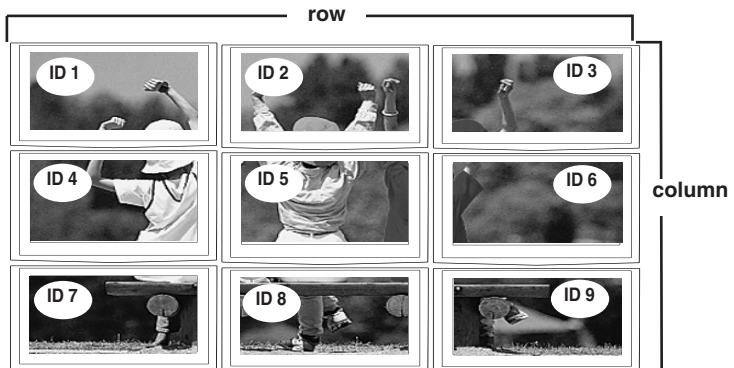 row
ID 1
ID 2
ID 3
ID 4
ID 5
ID 6
column
ID 7
ID 8
ID 9